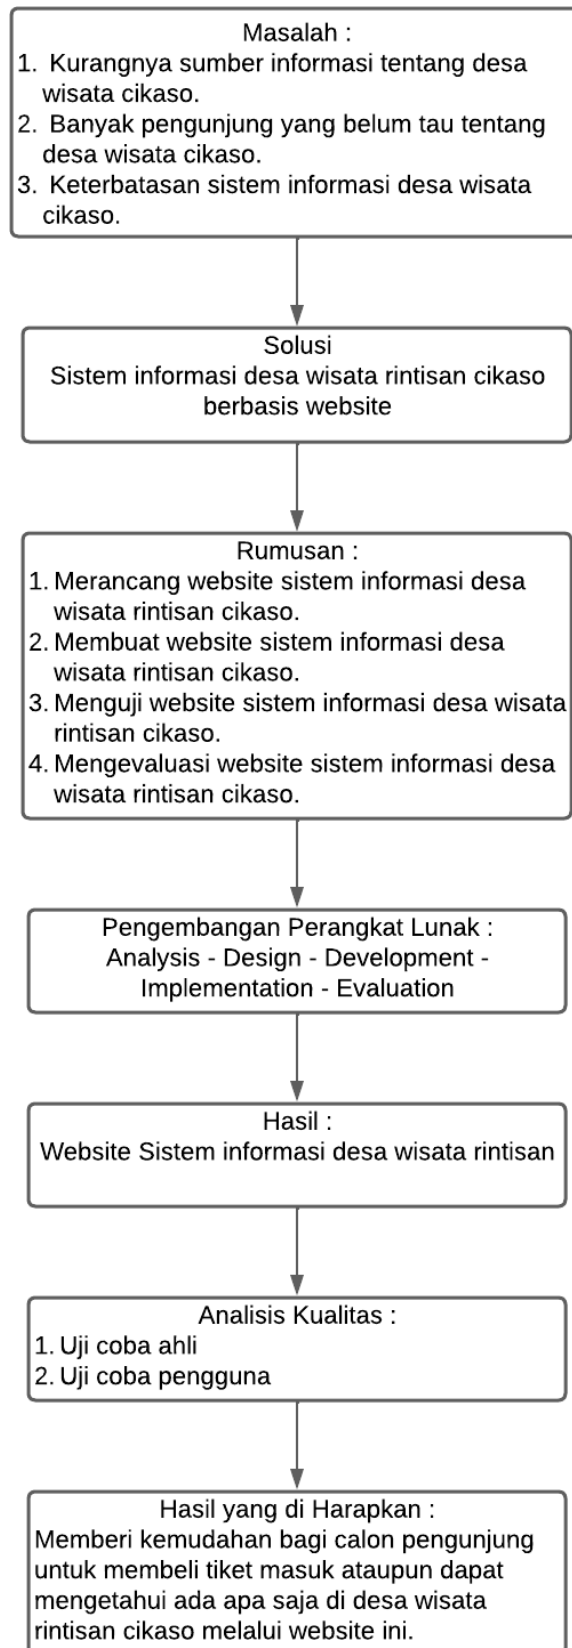 Masalah :
1. Kurangnya sumber informasi tentang desa
wisata cikaso.
2. Banyak pengunjung yang belum tau tentang
desa wisata cikaso.
3. Keterbatasan sistem informasi desa wisata
cikaso.
Solusi
Sistem informasi desa wisata rintisan cikaso
berbasis website
Rumusan :
1. Merancang website sistem informasi desa
wisata rintisan cikaso.
2. Membuat website sistem informasi desa
wisata rintisan cikaso.
3. Menguji website sistem informasi desa wisata
rintisan cikaso.
4. Mengevaluasi website sistem informasi desa
wisata rintisan cikaso.
Pengembangan Perangkat Lunak :
Analysis - Design - Development -
Implementation - Evaluation
Hasil :
Website Sistem informasi desa wisata rintisan
Analisis Kualitas :
1. Uji coba ahli
2. Uji coba pengguna
Hasil yang di Harapkan :
Memberi kemudahan bagi calon pengunjung
untuk membeli tiket masuk ataupun dapat
mengetahui ada apa saja di desa wisata
rintisan cikaso melalui website ini.